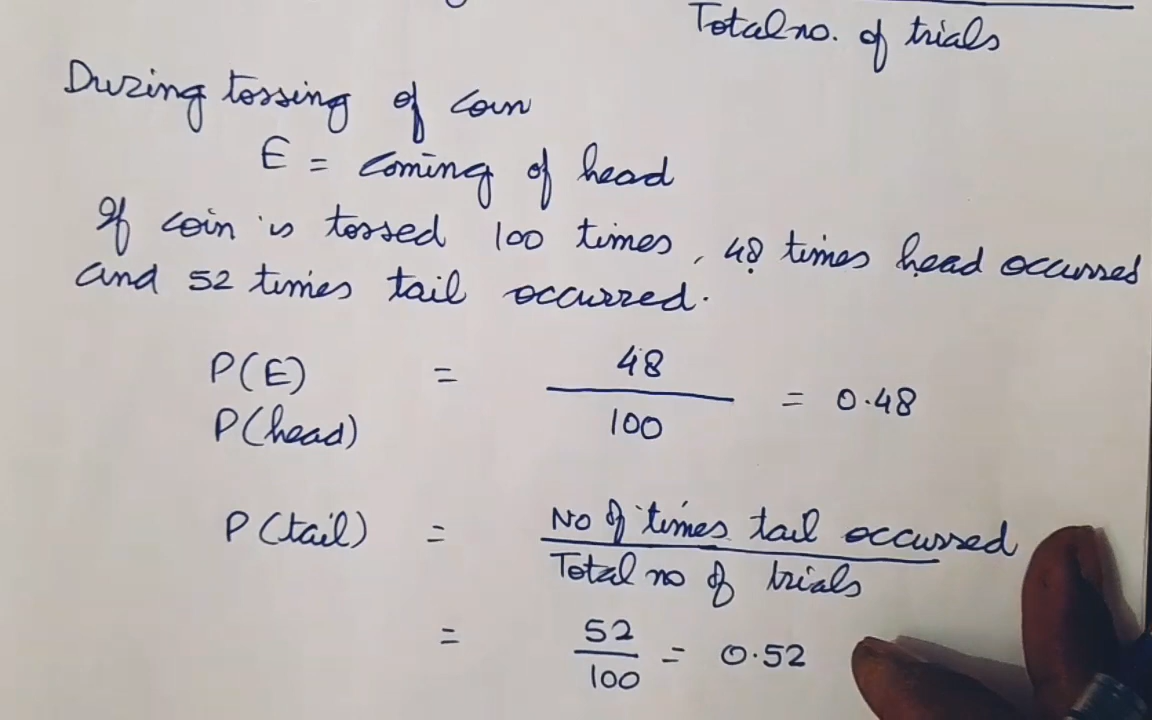 Total no. of trials
During tossing of coin
E = coming of head
If coin is tossed 100 times, 48 times head occurred
and 52 times tail occurred.
P(E) = 48 / 100 = 0.48
P(head)
P(tail) = No of times tail occurred / Total no of trials
= 52 / 100 = 0.52